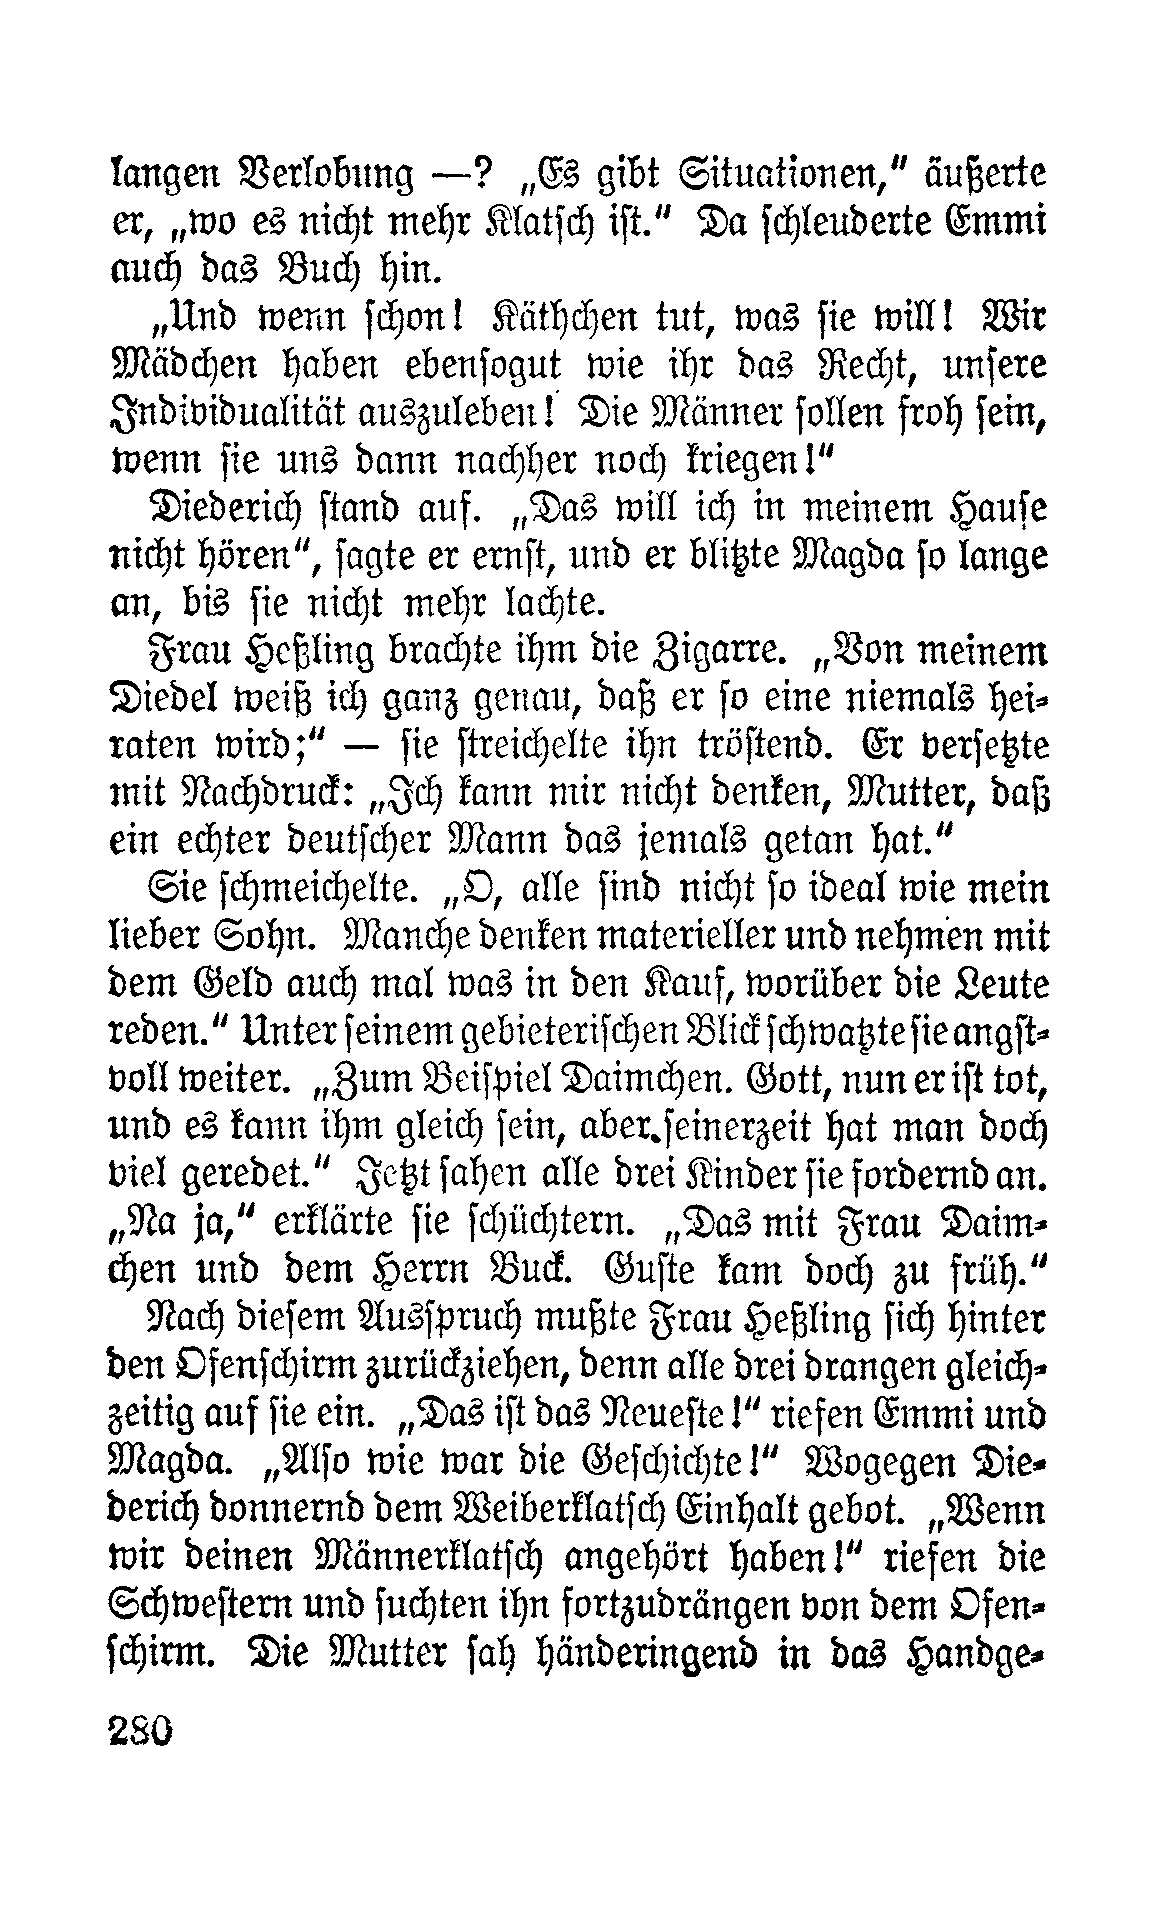 langen Verlobung —? „Es gibt Situationen,“ äußerte
er, „wo es nicht mehr Klatsch ist.“ Da schleuderte Emmi
auch das Buch hin.
„Und wenn schon! Käthchen tut, was sie will! Wir
Mädchen haben ebensogut wie ihr das Recht, unsere
Individualität auszuleben! Die Männer sollen froh sein,
wenn sie uns dann nachher noch kriegen!“
Diederich stand auf. „Das will ich in meinem Hause
nicht hören“, sagte er ernst, und er blitzte Magda so lange
an, bis sie nicht mehr lachte.
Frau Heßling brachte ihm die Zigarre. „Von meinem
Diedel weiß ich ganz genau, daß er so eine niemals hei-
raten wird;“ — sie streichelte ihn tröstend. Er versetzte
mit Nachdruck: „Ich kann mir nicht denken, Mutter, daß
ein echter deutscher Mann das jemals getan hat.“
Sie schmeichelte. „O, alle sind nicht so ideal wie mein
lieber Sohn. Manche denken materieller und nehmen mit
dem Geld auch mal was in den Kauf, worüber die Leute
reden.“ Unter seinem gebieterischen Blick schwatzte sie angst-
voll weiter. „Zum Beispiel Daimchen. Gott, nun er ist tot,
und es kann ihm gleich sein, aber seinerzeit hat man doch
viel geredet.“ Jetzt sahen alle drei Kinder sie fordernd an.
„Na ja,“ erklärte sie schüchtern. „Das mit Frau Daim-
chen und dem Herrn Buck. Guste kam doch zu früh.“
Nach diesem Ausspruch mußte Frau Heßling sich hinter
den Ofenschirm zurückziehen, denn alle drei drangen gleich-
zeitig auf sie ein. „Das ist das Neueste!“ riefen Emmi und
Magda. „Also wie war die Geschichte!“ Wogegen Die-
derich donnernd dem Weiberklatsch Einhalt gebot. „Wenn
wir deinen Männerklatsch angehört haben!“ riefen die
Schwestern und suchten ihn fortzudrängen von dem Ofen-
schirm. Die Mutter sah händeringend in das Handge-
280